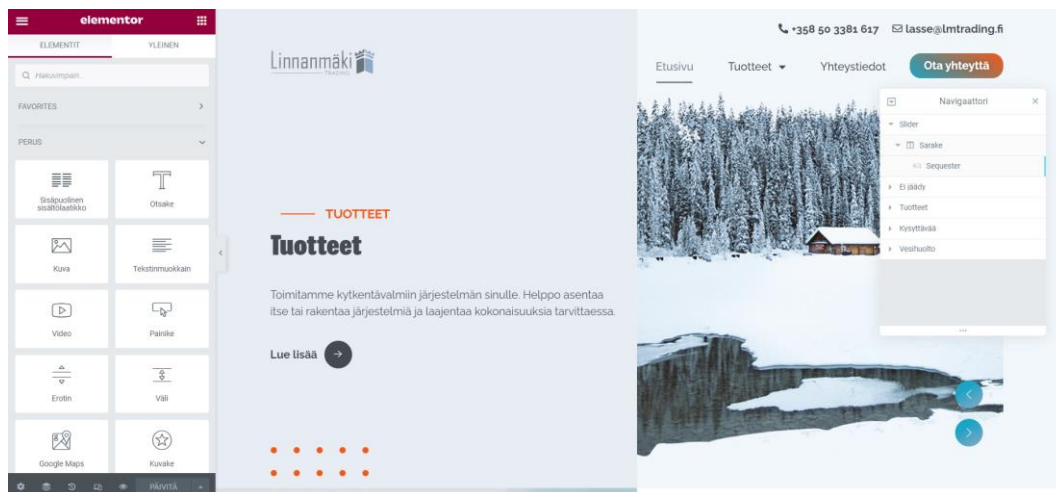 elementor
ELEMENTIT
YLEINEN
Hakuvimpain...
FAVORITES
PERUS
Sisäpuolinen
sisältölaatikko
Otsake
Kuva
Tekstinmuokkain
Video
Painike
Erotin
Väli
Google Maps
Kuvake
PÄIVITÄ
Linnanmäki
TRADING
+358 50 3381 617
lasse@lmtrading.fi
Etusivu
Tuotteet
Yhteystiedot
Ota yhteyttä
TUOTTEET
Tuotteet
Toimitamme kytkentävalmiin järjestelmän sinulle. Helppo asentaa
itse tai rakentaa järjestelmiä ja laajentaa kokonaisuuksia tarvittaessa.
Lue lisää
Navigaattori
Slider
Sarake
Sequester
Ei jäädy
Tuotteet
Kysyttävää
Vesihuolto